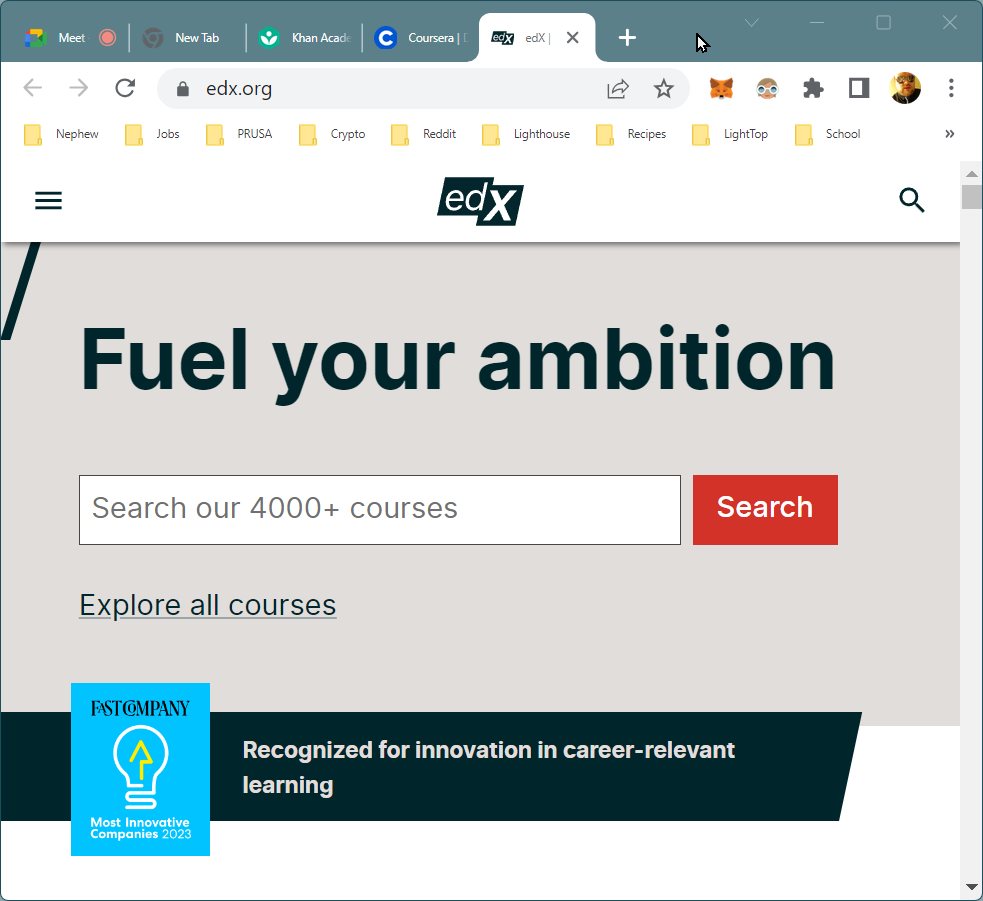 Meet
New Tab
Khan Acade
Coursera |
edX |
edx.org
Nephew
Jobs
PRUSA
Crypto
Reddit
Lighthouse
Recipes
LightTop
School
edX
Fuel your ambition
Search our 4000+ courses
Search
Explore all courses
FAST COMPANY
Most Innovative
Companies 2023
Recognized for innovation in career-relevant
learning